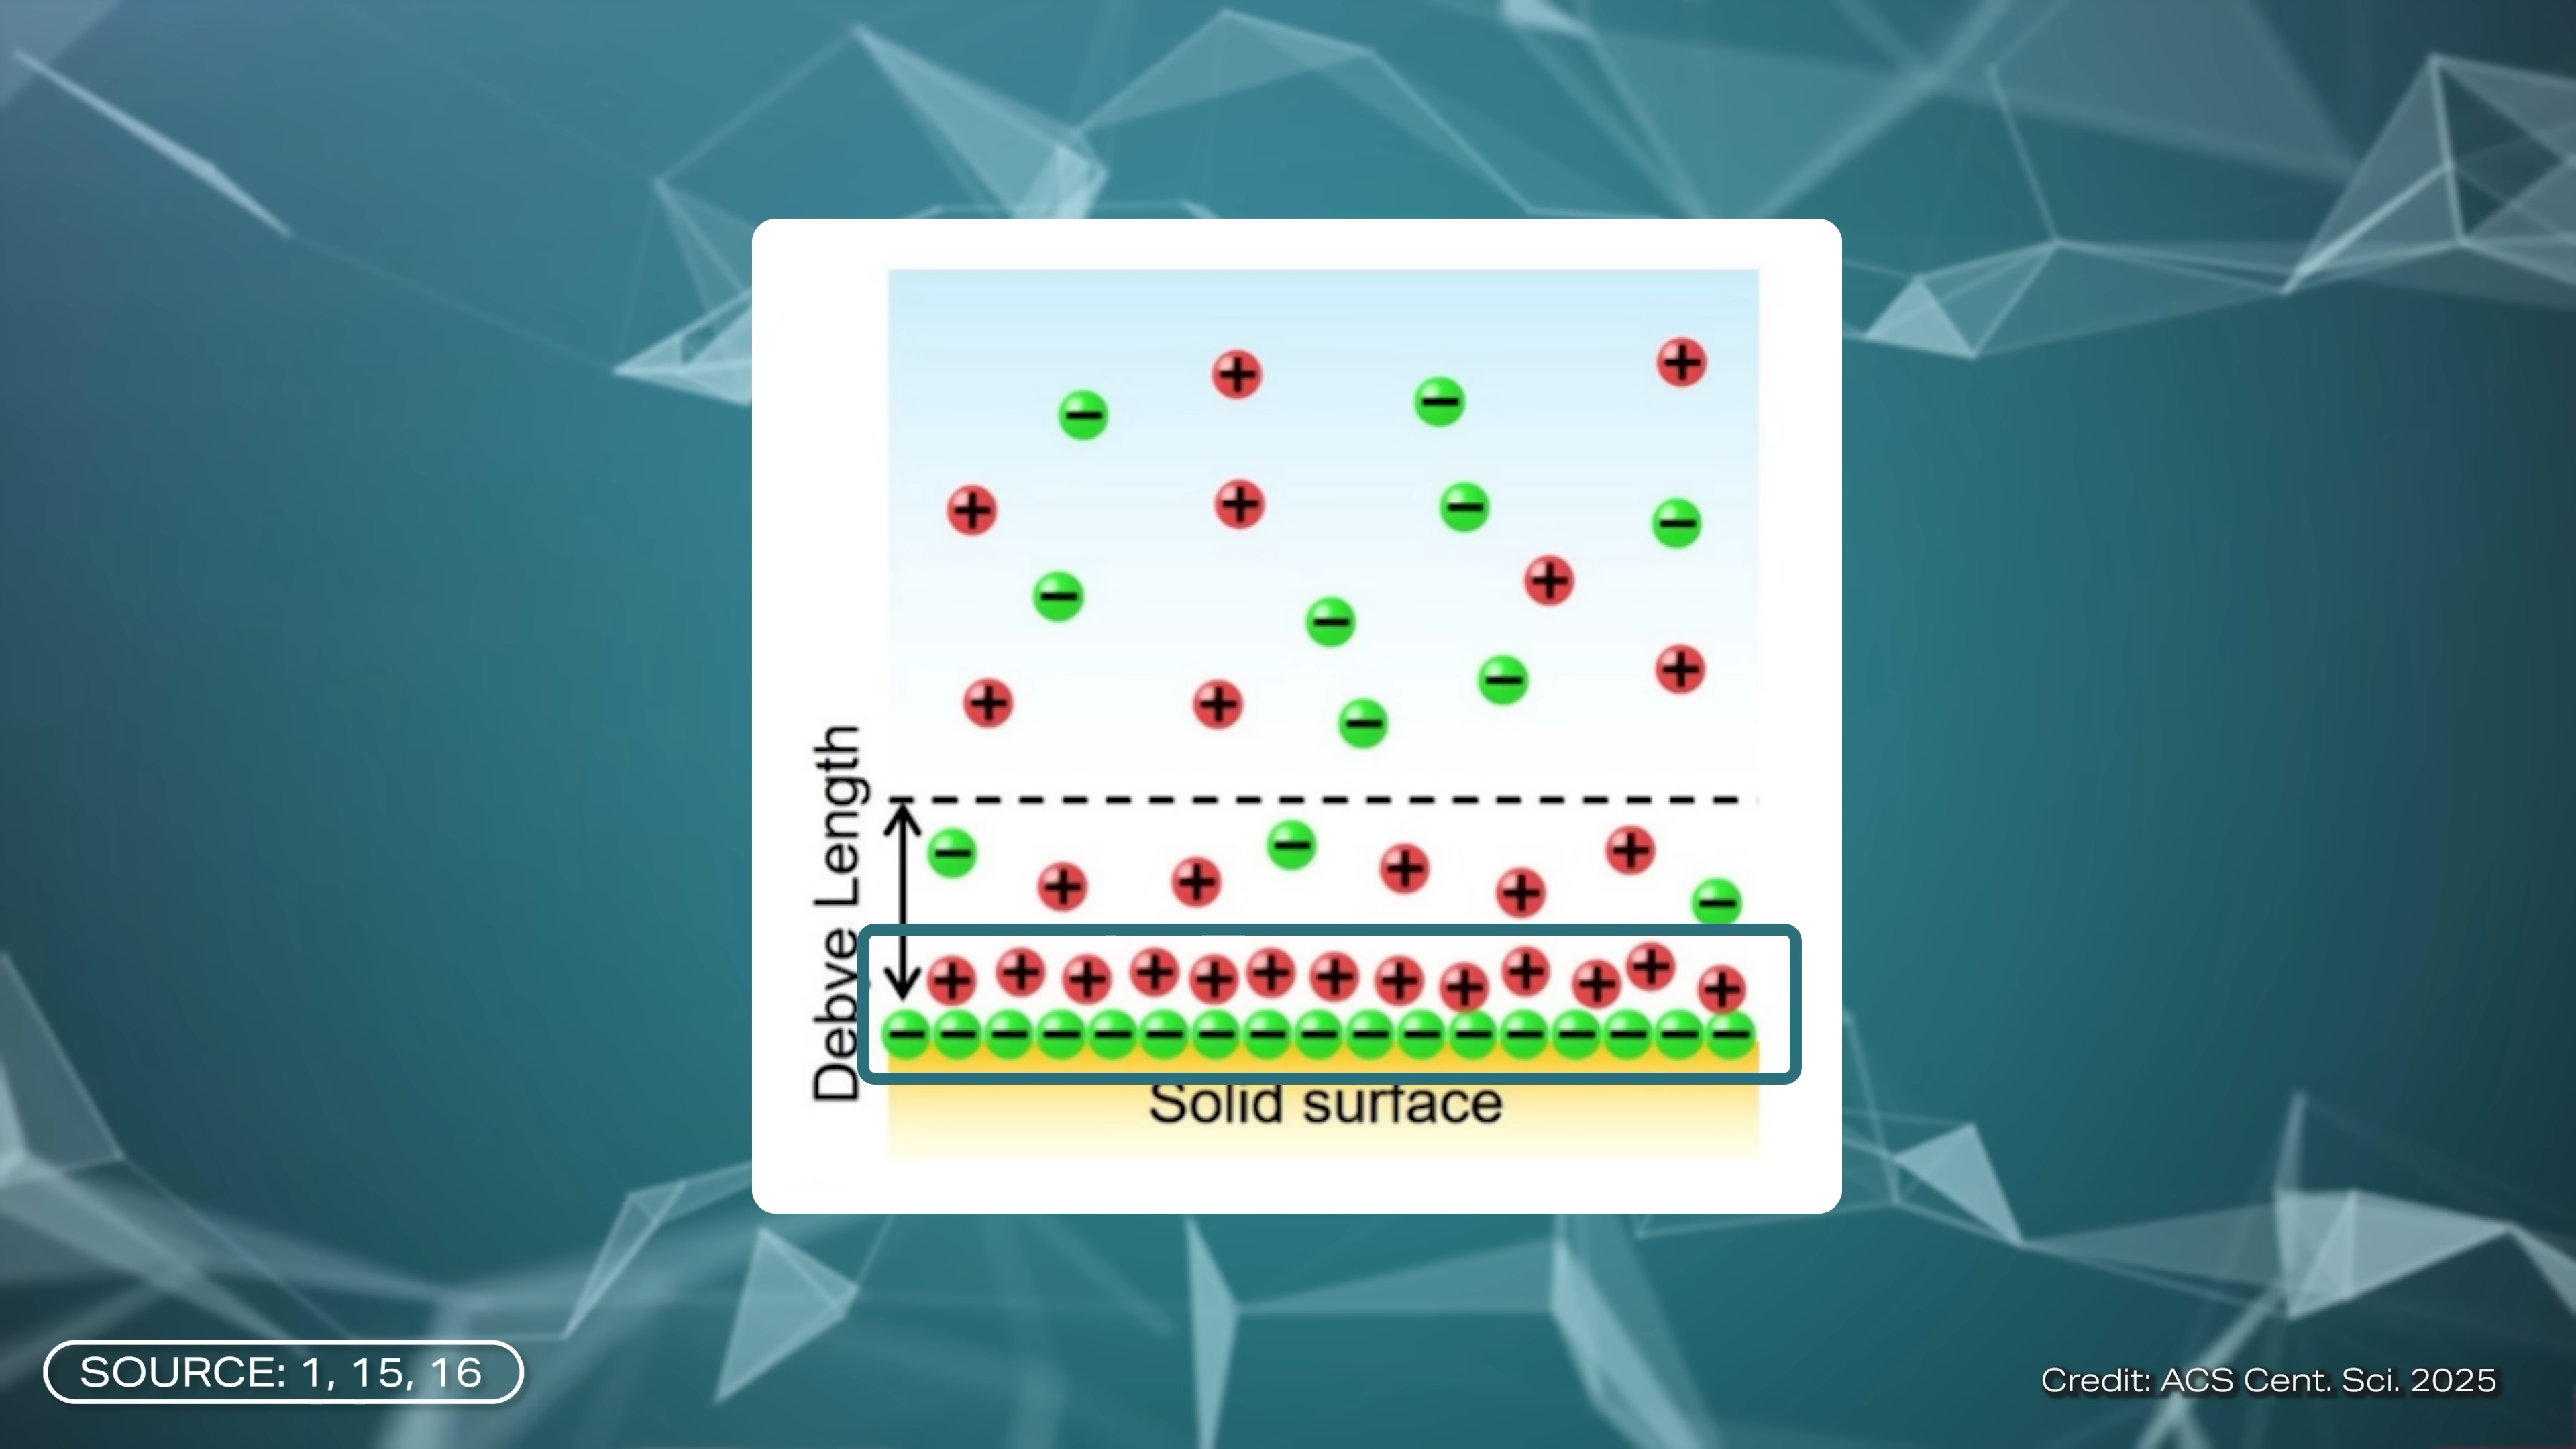 Debye Length
Solid surface
SOURCE: 1, 15, 16
Credit: ACS Cent. Sci. 2025